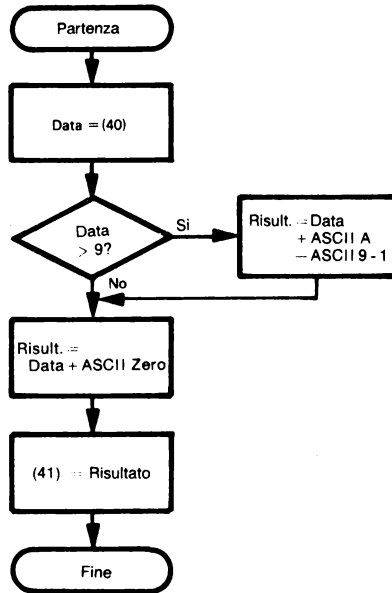 Partenza
Data = (40)
Data
> 9?
Si
No
Risult. = Data
+ ASCII A
- ASCII 9 - 1
Risult. =
Data + ASCII Zero
(41) = Risultato
Fine